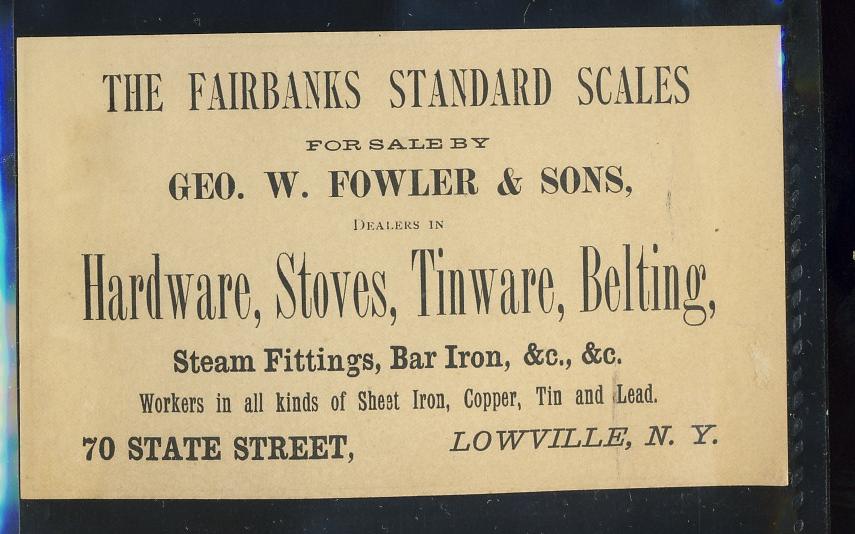 THE FAIRBANKS STANDARD SCALES
FOR SALE BY
GEO. W. FOWLER & SONS,
DEALERS IN
Hardware, Stoves, Tinware, Belting,
Steam Fittings, Bar Iron, &c., &c.
Workers in all kinds of Sheet Iron, Copper, Tin and Lead.
70 STATE STREET, LOWVILLE, N. Y.